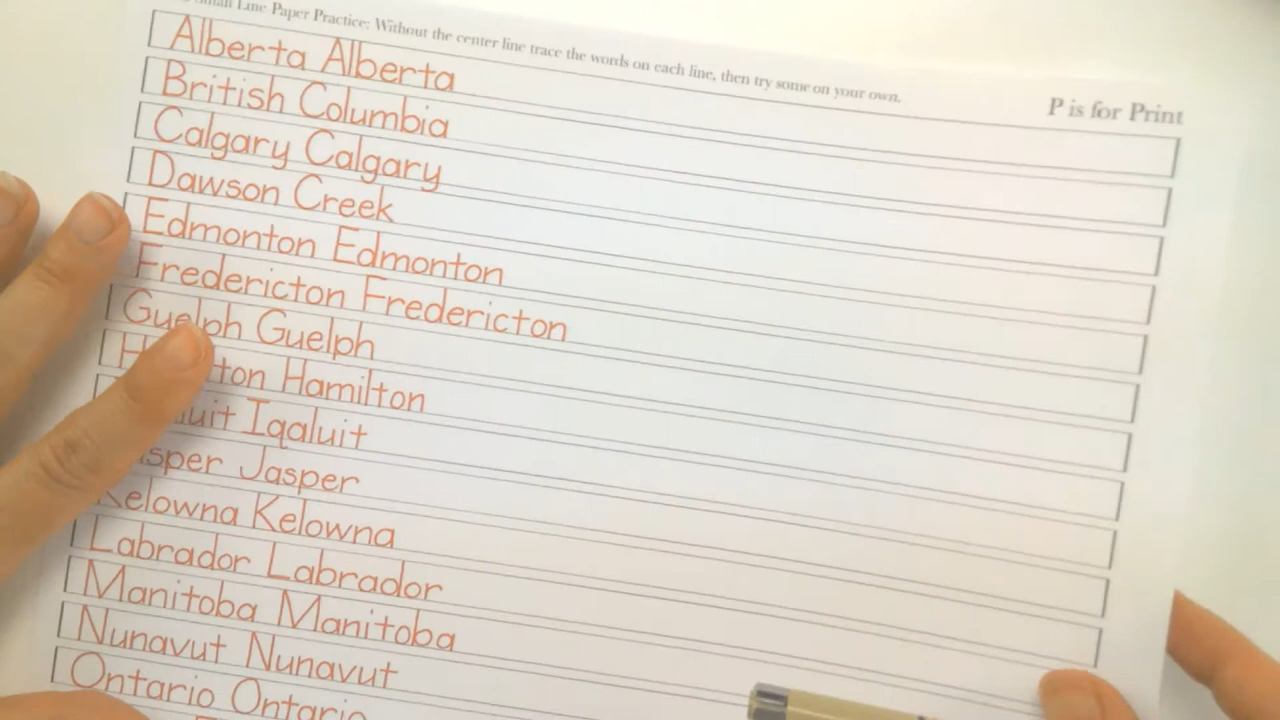 Small Line Paper Practice: Without the center line trace the words on each line, then try some on your own.
P is for Print
Alberta Alberta
British Columbia
Calgary Calgary
Dawson Creek
Edmonton Edmonton
Fredericton Fredericton
Guelph Guelph
Hamilton
Iqaluit
Jasper
Kelowna Kelowna
Labrador Labrador
Manitoba Manitoba
Nunavut Nunavut
Ontario Ontario